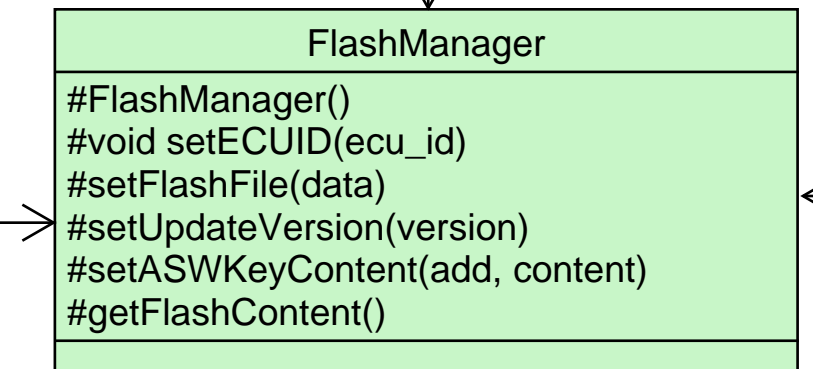 FlashManager
#FlashManager()
#void setECUID(ecu_id)
#setFlashFile(data)
#setUpdateVersion(version)
#setASWKeyContent(add, content)
#getFlashContent()